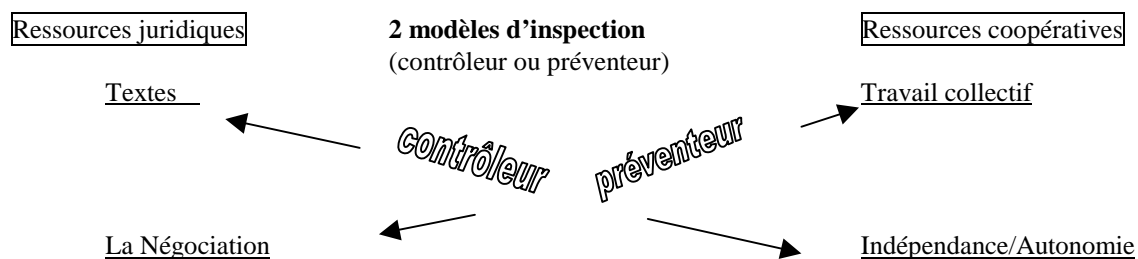 Ressources juridiques
2 modèles d'inspection
(contrôleur ou préventeur)
Ressources coopératives
Textes
Travail collectif
contrôleur
préventeur
La Négociation
Indépendance/Autonomie